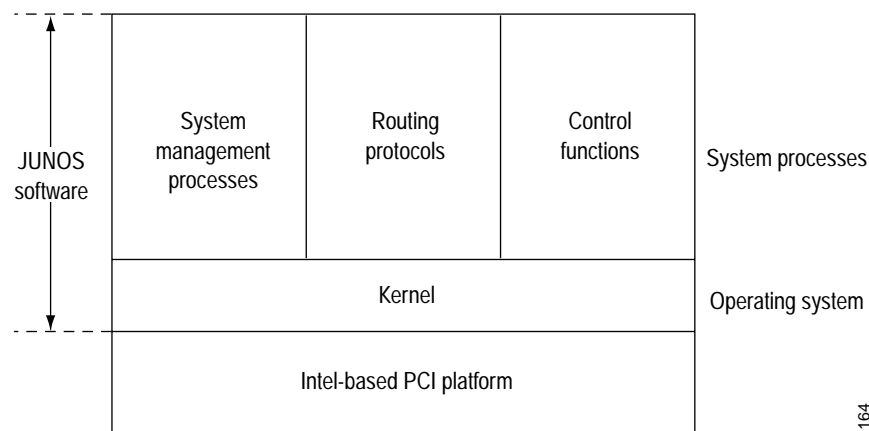 System
management
processes
Routing
protocols
Control
functions
JUNOS
software
System processes
Kernel
Operating system
Intel-based PCI platform
164